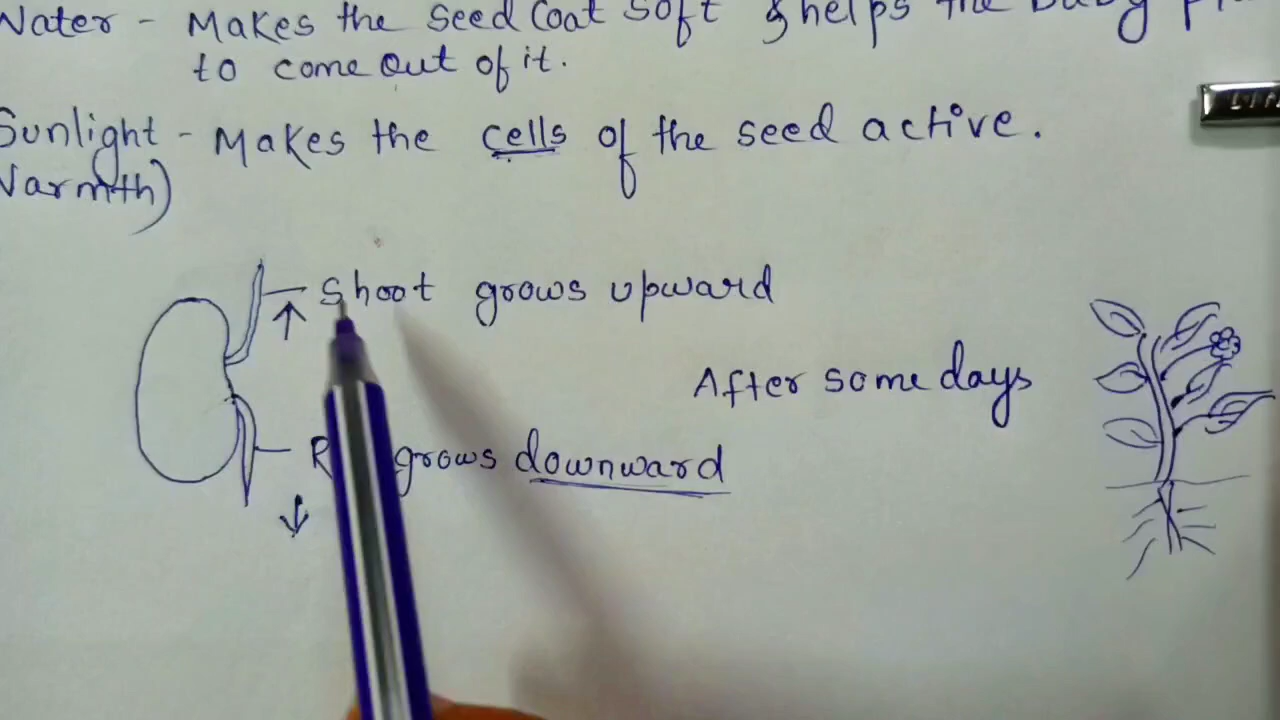 Water - Makes the seed coat soft & helps the baby
to come out of it.
Sunlight - Makes the cells of the seed active.
Warmth)
Shoot grows upward
After some days
grows downward